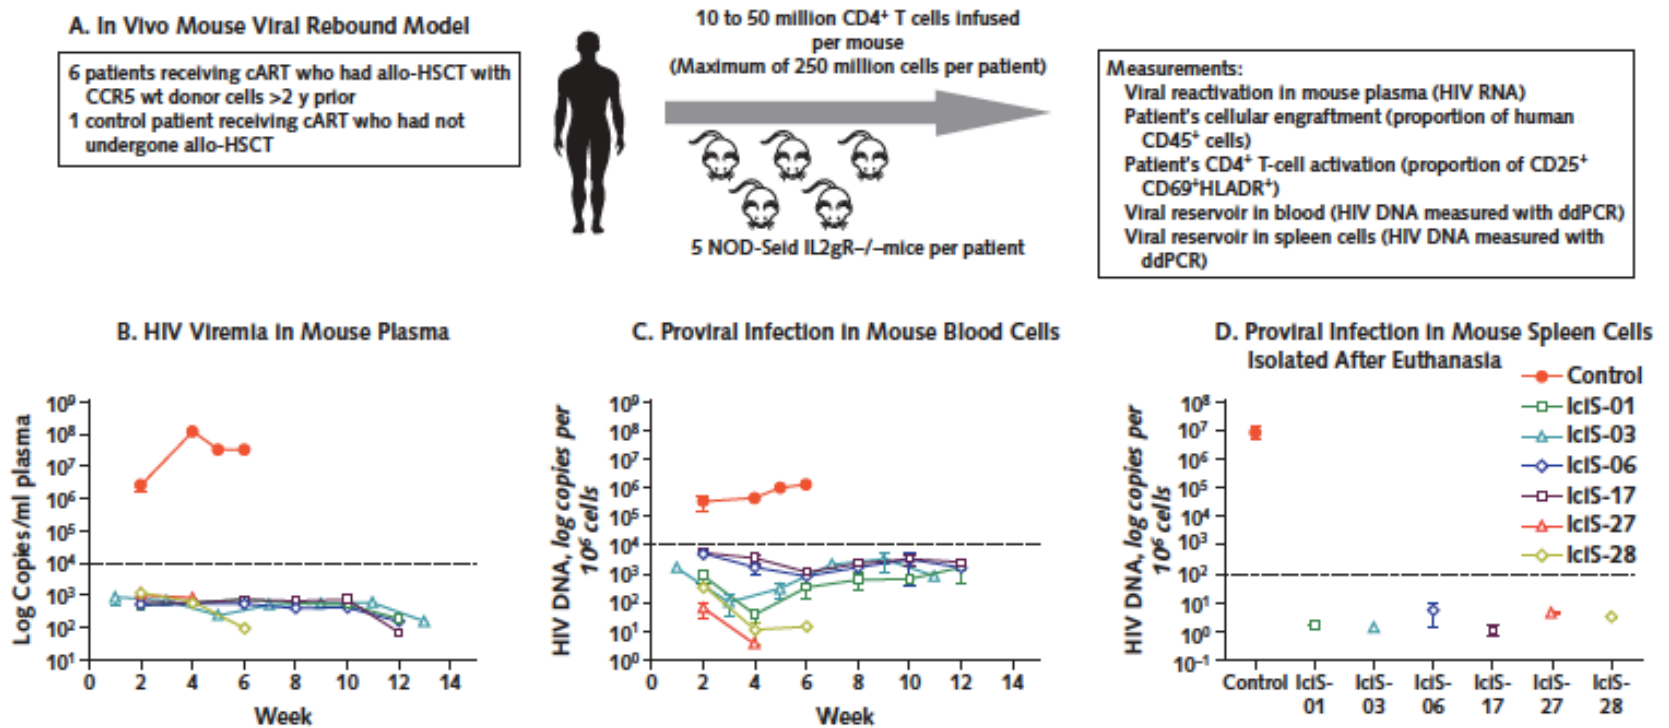 A. In Vivo Mouse Viral Rebound Model
6 patients receiving cART who had allo-HSCT with
CCR5 wt donor cells >2 y prior
1 control patient receiving cART who had not
undergone allo-HSCT
10 to 50 million CD4⁺ T cells infused
per mouse
(Maximum of 250 million cells per patient)
5 NOD-Seid IL2gR–/–mice per patient
Measurements:
Viral reactivation in mouse plasma (HIV RNA)
Patient's cellular engraftment (proportion of human
CD45⁺ cells)
Patient's CD4⁺ T-cell activation (proportion of CD25⁺
CD69⁺HLADR⁺)
Viral reservoir in blood (HIV DNA measured with ddPCR)
Viral reservoir in spleen cells (HIV DNA measured with
ddPCR)
B. HIV Viremia in Mouse Plasma
Log Copies/ml plasma
10⁹
10⁸
10⁷
10⁶
10⁵
10⁴
10³
10²
10¹
0 2 4 6 8 10 12 14
Week
C. Proviral Infection in Mouse Blood Cells
HIV DNA, log copies per
10⁶ cells
10⁹
10⁸
10⁷
10⁶
10⁵
10⁴
10³
10²
10¹
10⁰
0 2 4 6 8 10 12 14
Week
D. Proviral Infection in Mouse Spleen Cells
Isolated After Euthanasia
HIV DNA, log copies per
10⁶ cells
10⁸
10⁷
10⁶
10⁵
10⁴
10³
10²
10¹
10⁰
10⁻¹
Control IciS- IciS- IciS- IciS- IciS- IciS-
01 03 06 17 27 28
Control
IciS-01
IciS-03
IciS-06
IciS-17
IciS-27
IciS-28